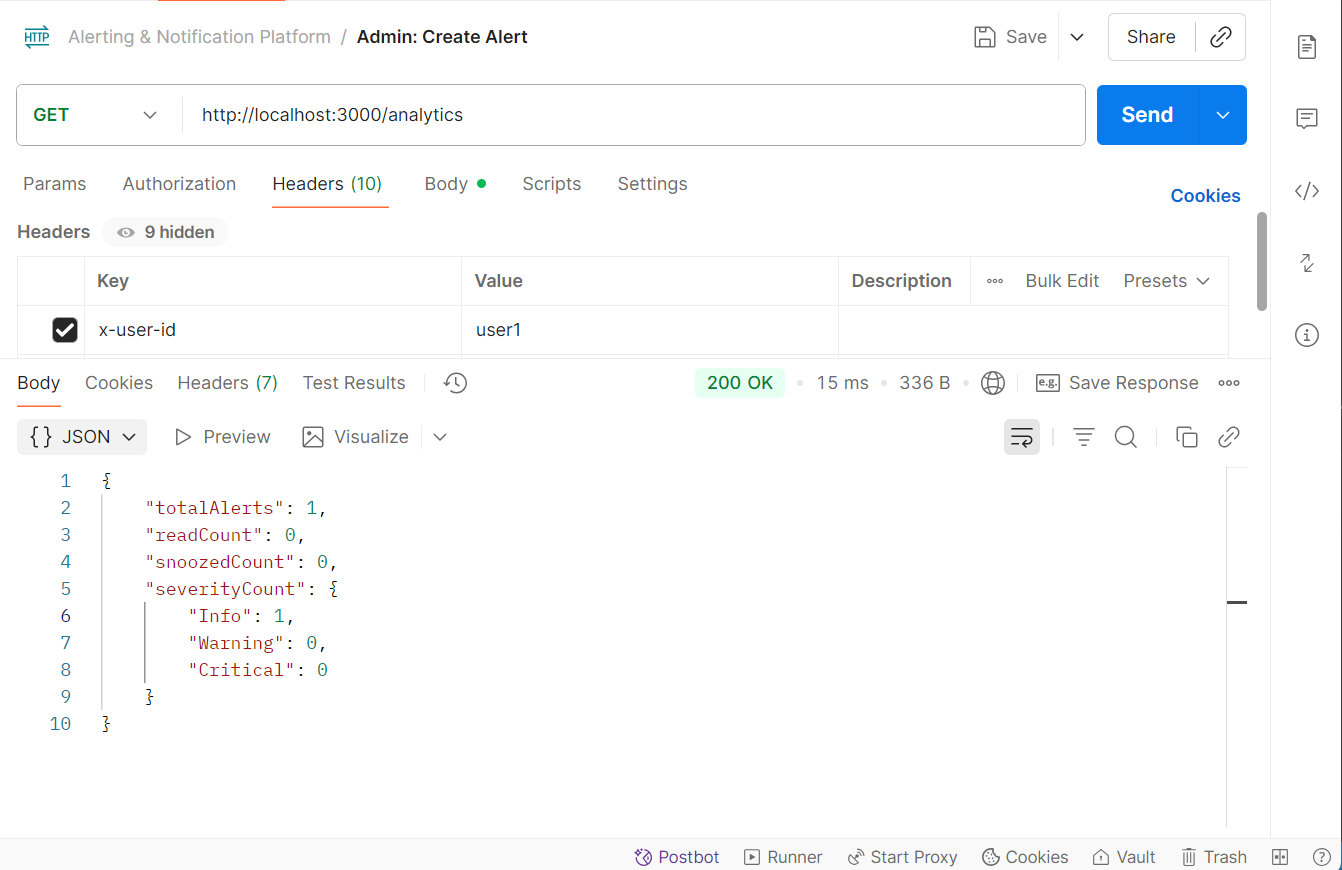 HTTP Alerting & Notification Platform / Admin: Create Alert Save Share
GET http://localhost:3000/analytics Send
Params Authorization Headers (10) Body Scripts Settings Cookies
Headers 9 hidden
Key Value Description Bulk Edit Presets
x-user-id user1
Body Cookies Headers (7) Test Results 200 OK 15 ms 336 B e.g. Save Response
{} JSON Preview Visualize
1 {
2 "totalAlerts": 1,
3 "readCount": 0,
4 "snoozedCount": 0,
5 "severityCount": {
6 "Info": 1,
7 "Warning": 0,
8 "Critical": 0
9 }
10 }
Postbot Runner Start Proxy Cookies Vault Trash